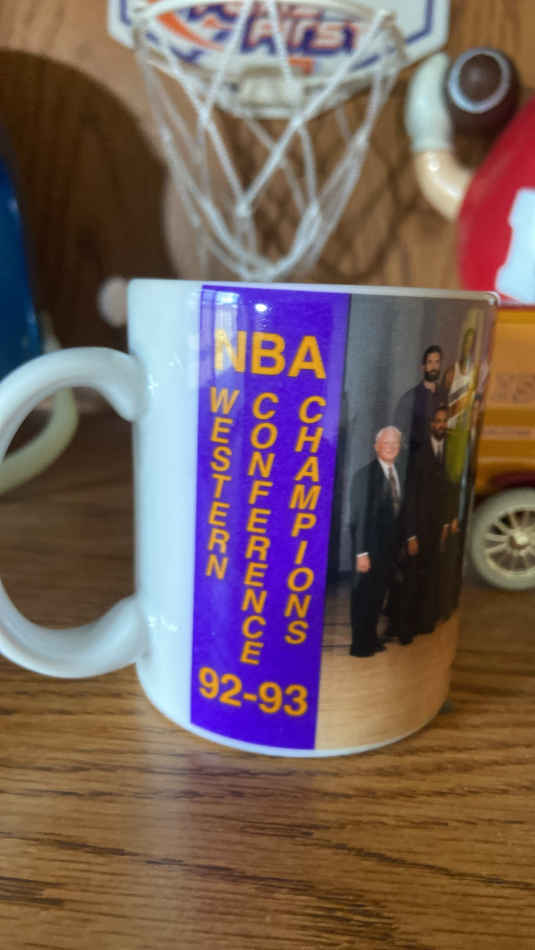 NBA
WESTERN
CONFERENCE
CHAMPIONS
92-93